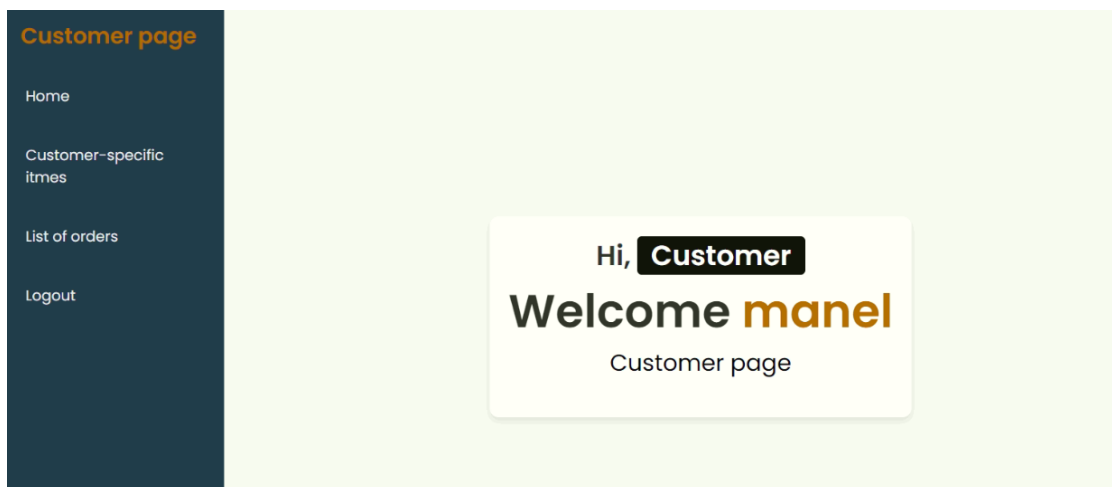 Customer page
Home
Customer-specific
itmes
List of orders
Logout
Hi, Customer
Welcome manel
Customer page